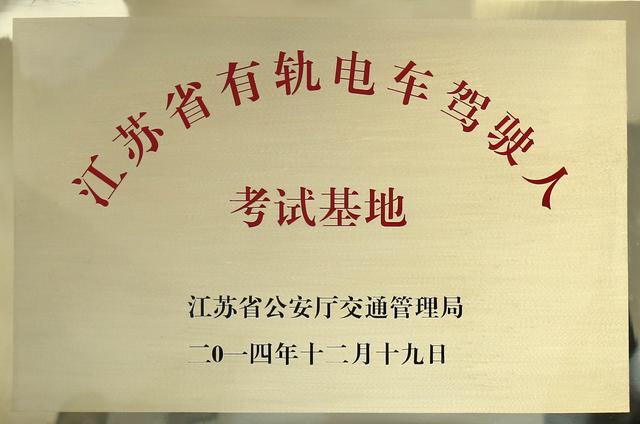 江苏省有轨电车驾驶人
考试基地
江苏省公安厅交通管理局
二0一四年十二月十九日